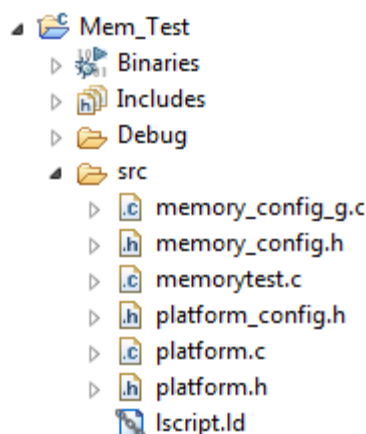 Mem_Test
Binaries
Includes
Debug
src
memory_config_g.c
memory_config.h
memorytest.c
platform_config.h
platform.c
platform.h
lscript.ld